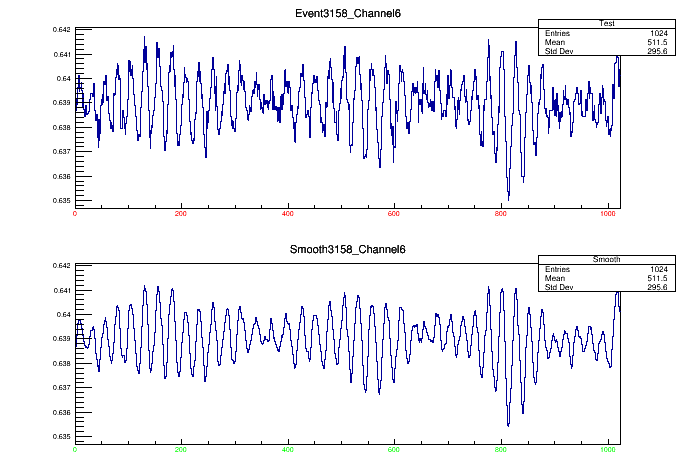 Event3158_Channel6
Test
Entries 1024
Mean 511.5
Std Dev 295.6
0.642
0.641
0.64
0.639
0.638
0.637
0.636
0.635
0 200 400 600 800 1000
Smooth3158_Channel6
Smooth
Entries 1024
Mean 511.5
Std Dev 295.6
0.642
0.641
0.64
0.639
0.638
0.637
0.636
0.635
0 200 400 600 800 1000